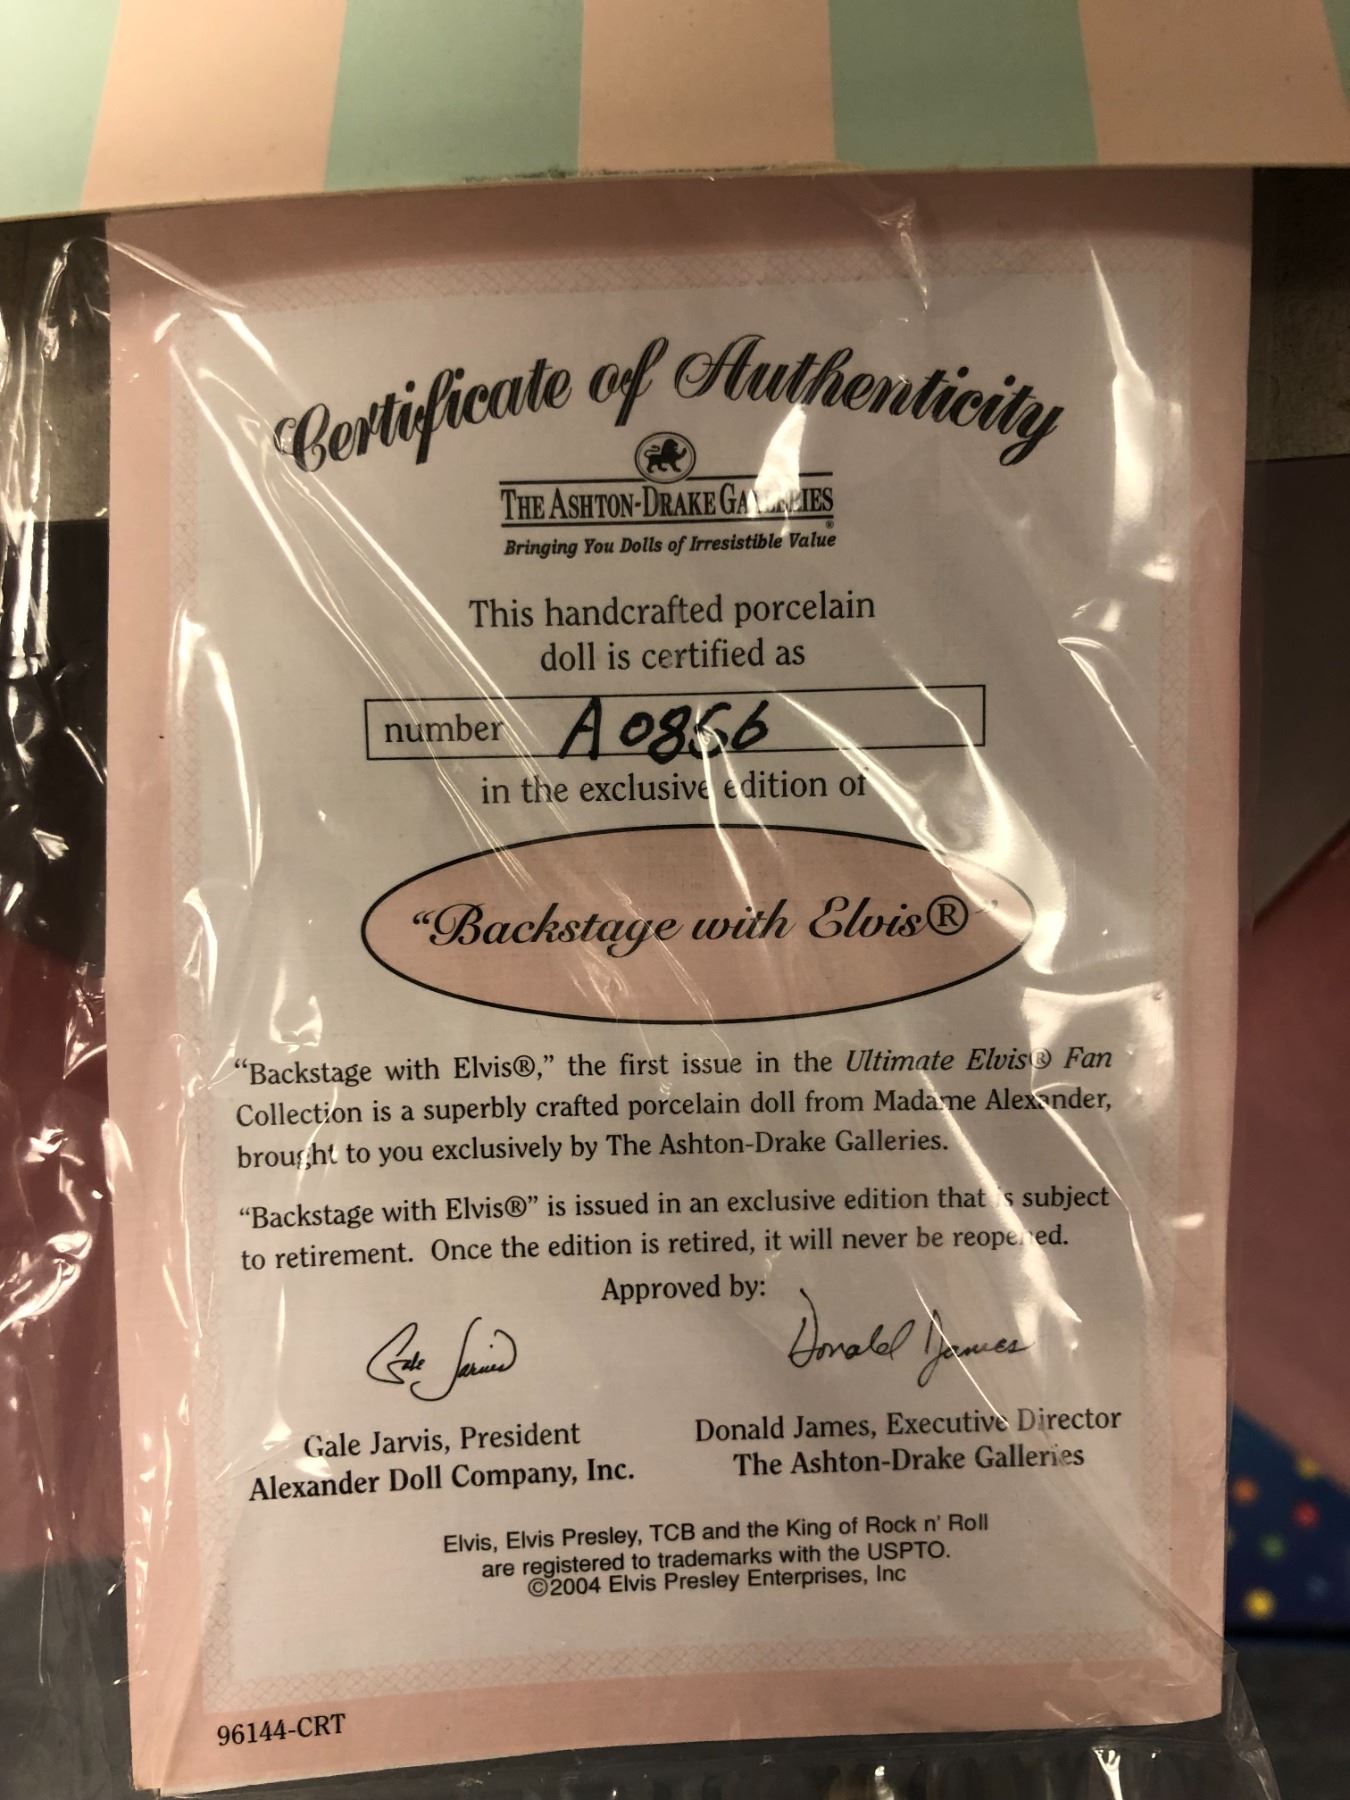 Certificate of Authenticity
THE ASHTON-DRAKE GALLERIES
®
Bringing You Dolls of Irresistible Value
This handcrafted porcelain
doll is certified as
number A0856
in the exclusive edition of
“Backstage with Elvis®”
“Backstage with Elvis®,” the first issue in the Ultimate Elvis® Fan
Collection is a superbly crafted porcelain doll from Madame Alexander,
brought to you exclusively by The Ashton-Drake Galleries.
“Backstage with Elvis®” is issued in an exclusive edition that is subject
to retirement. Once the edition is retired, it will never be reopened.
Approved by:
Gale Jarvis Donald James
Gale Jarvis, President
Alexander Doll Company, Inc.
Donald James, Executive Director
The Ashton-Drake Galleries
Elvis, Elvis Presley, TCB and the King of Rock n' Roll
are registered to trademarks with the USPTO.
©2004 Elvis Presley Enterprises, Inc
96144-CRT